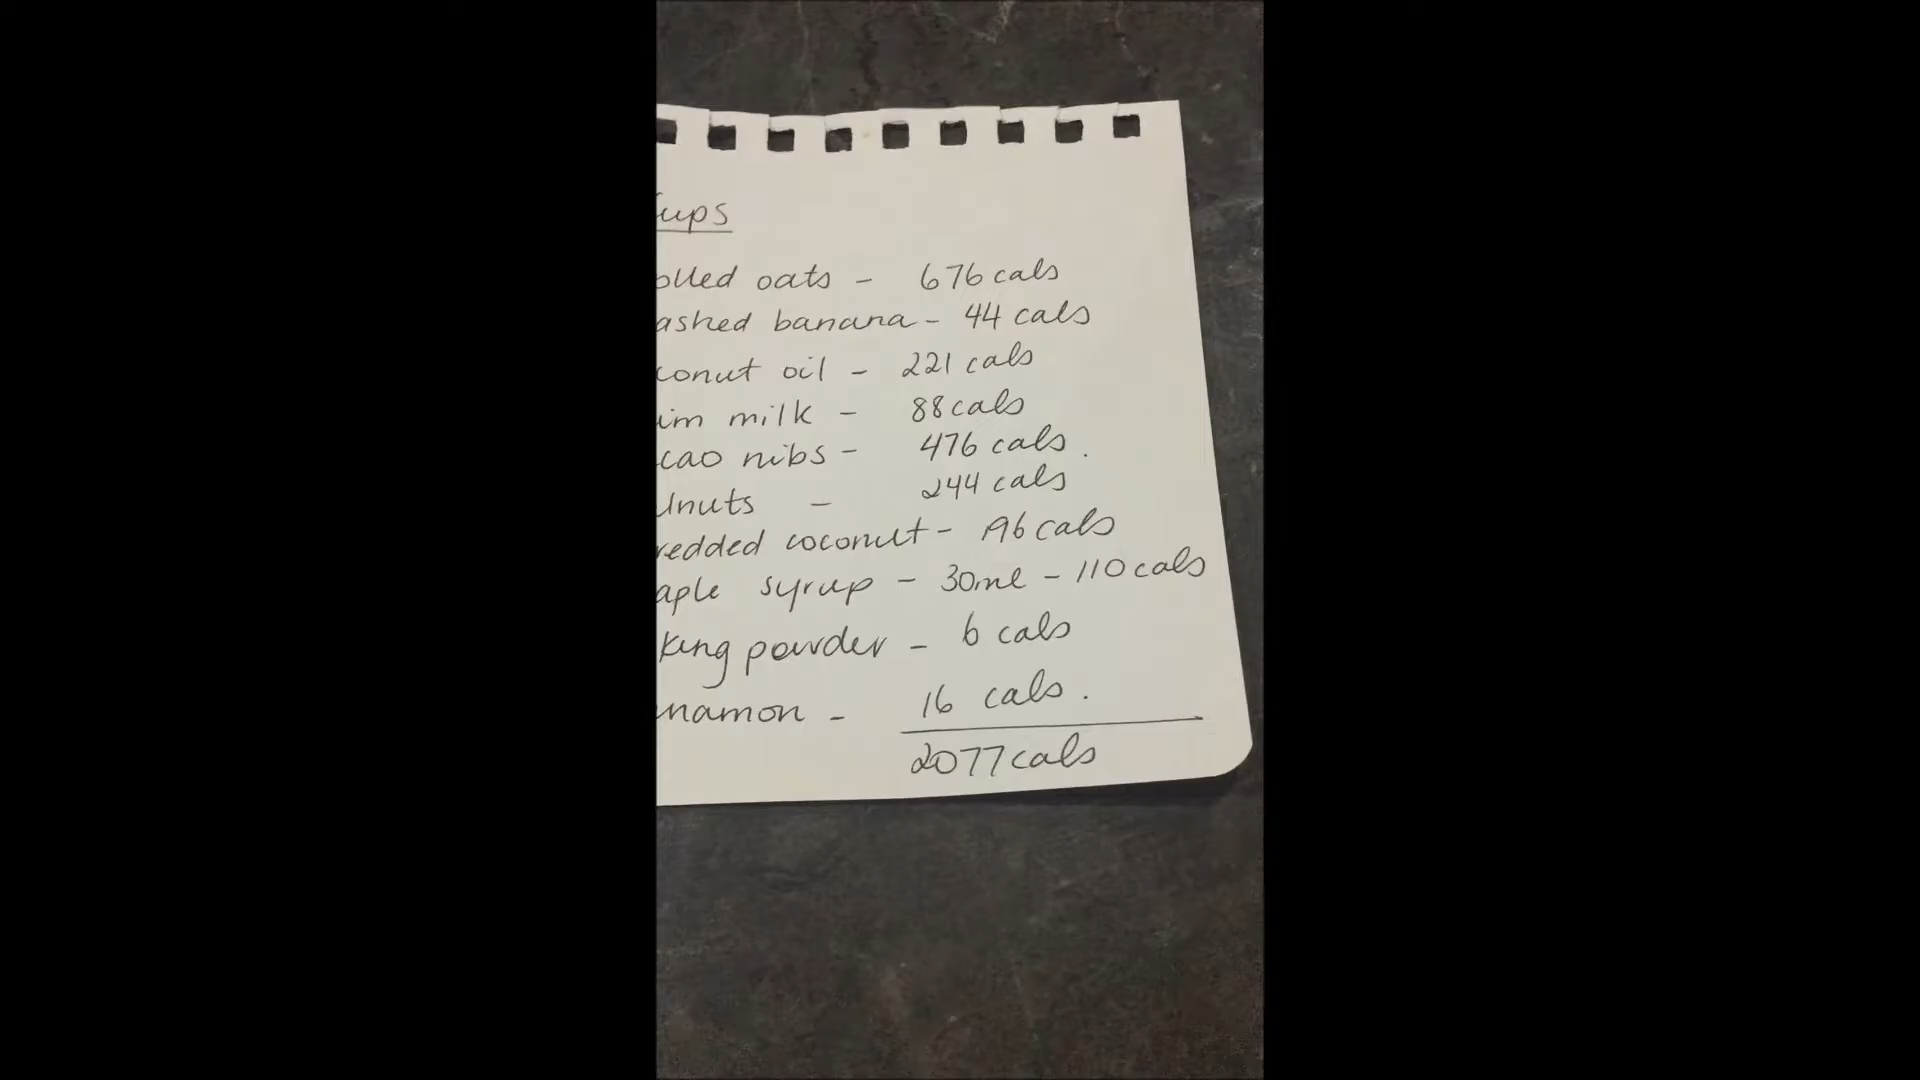 Cups
olled oats - 676 cals
ashed banana - 44 cals
conut oil - 221 cals
im milk - 88 cals
cao nibs - 476 cals.
lnuts - 244 cals
redded coconut - 196 cals
aple syrup - 30ml - 110 cals
king powder - 6 cals
namon - 16 cals.
2077 cals